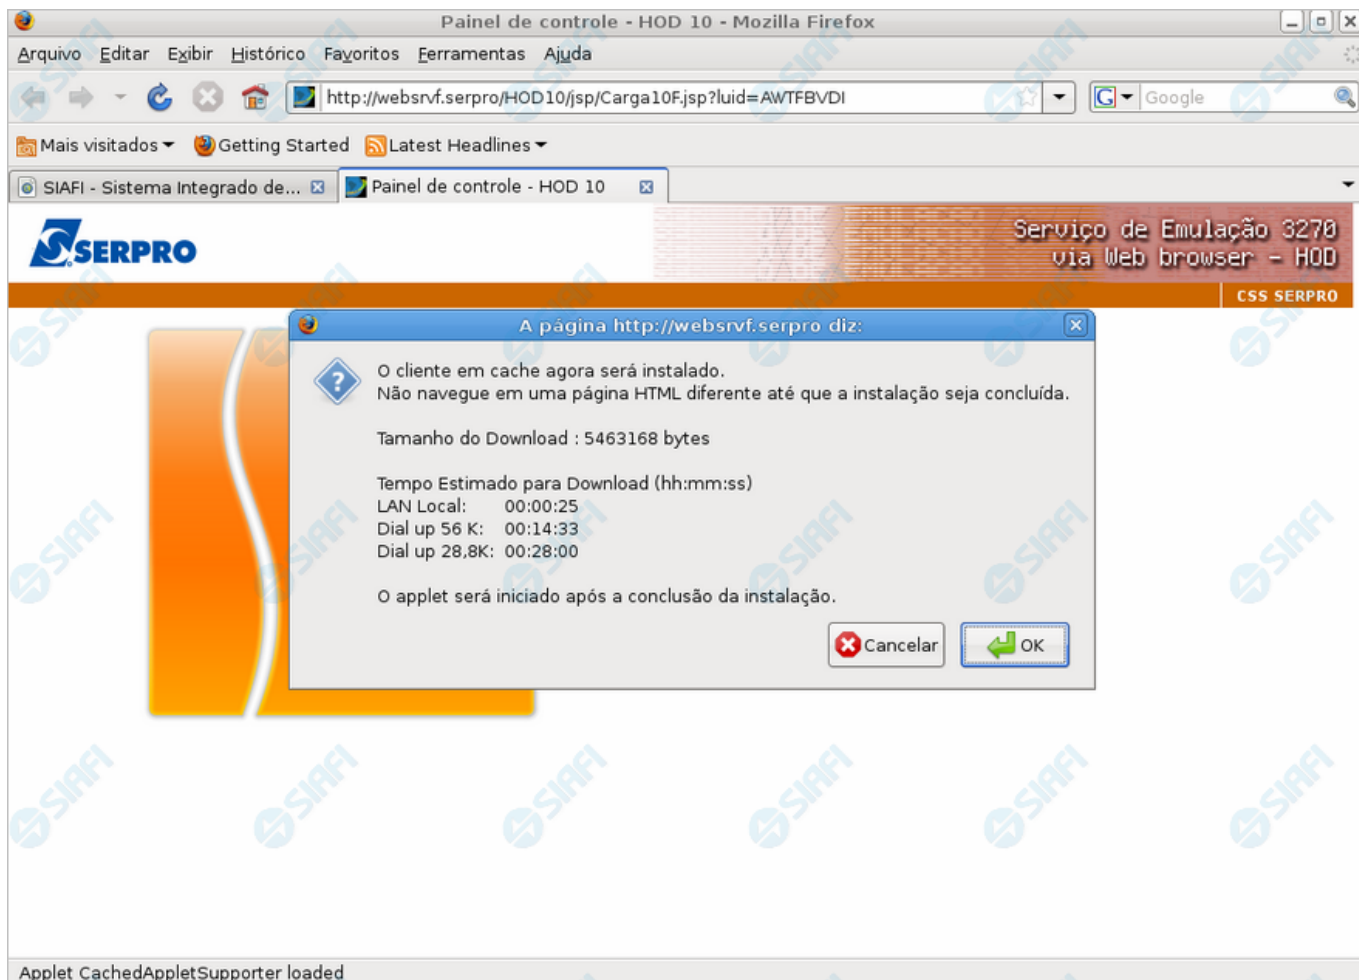 Painel de controle - HOD 10 - Mozilla Firefox
Arquivo Editar Exibir Histórico Favoritos Ferramentas Ajuda
http://websrvf.serpro/HOD10/jsp/Carga10F.jsp?luid=AWTFBVDI
G Google
Mais visitados Getting Started Latest Headlines
SIAFI - Sistema Integrado de... Painel de controle - HOD 10
SERPRO
Serviço de Emulação 3270
via Web browser - HOD
CSS SERPRO
A página http://websrvf.serpro diz:
O cliente em cache agora será instalado.
Não navegue em uma página HTML diferente até que a instalação seja concluída.
Tamanho do Download : 5463168 bytes
Tempo Estimado para Download (hh:mm:ss)
LAN Local: 00:00:25
Dial up 56 K: 00:14:33
Dial up 28,8K: 00:28:00
O applet será iniciado após a conclusão da instalação.
Cancelar OK
Applet CachedAppletSupporter loaded
SIAFI